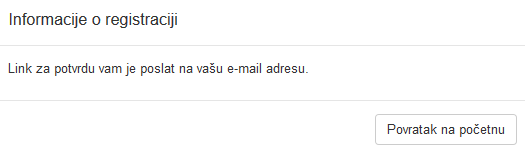 Informacije o registraciji
Link za potvrdu vam je poslat na vašu e-mail adresu.
Povratak na početnu